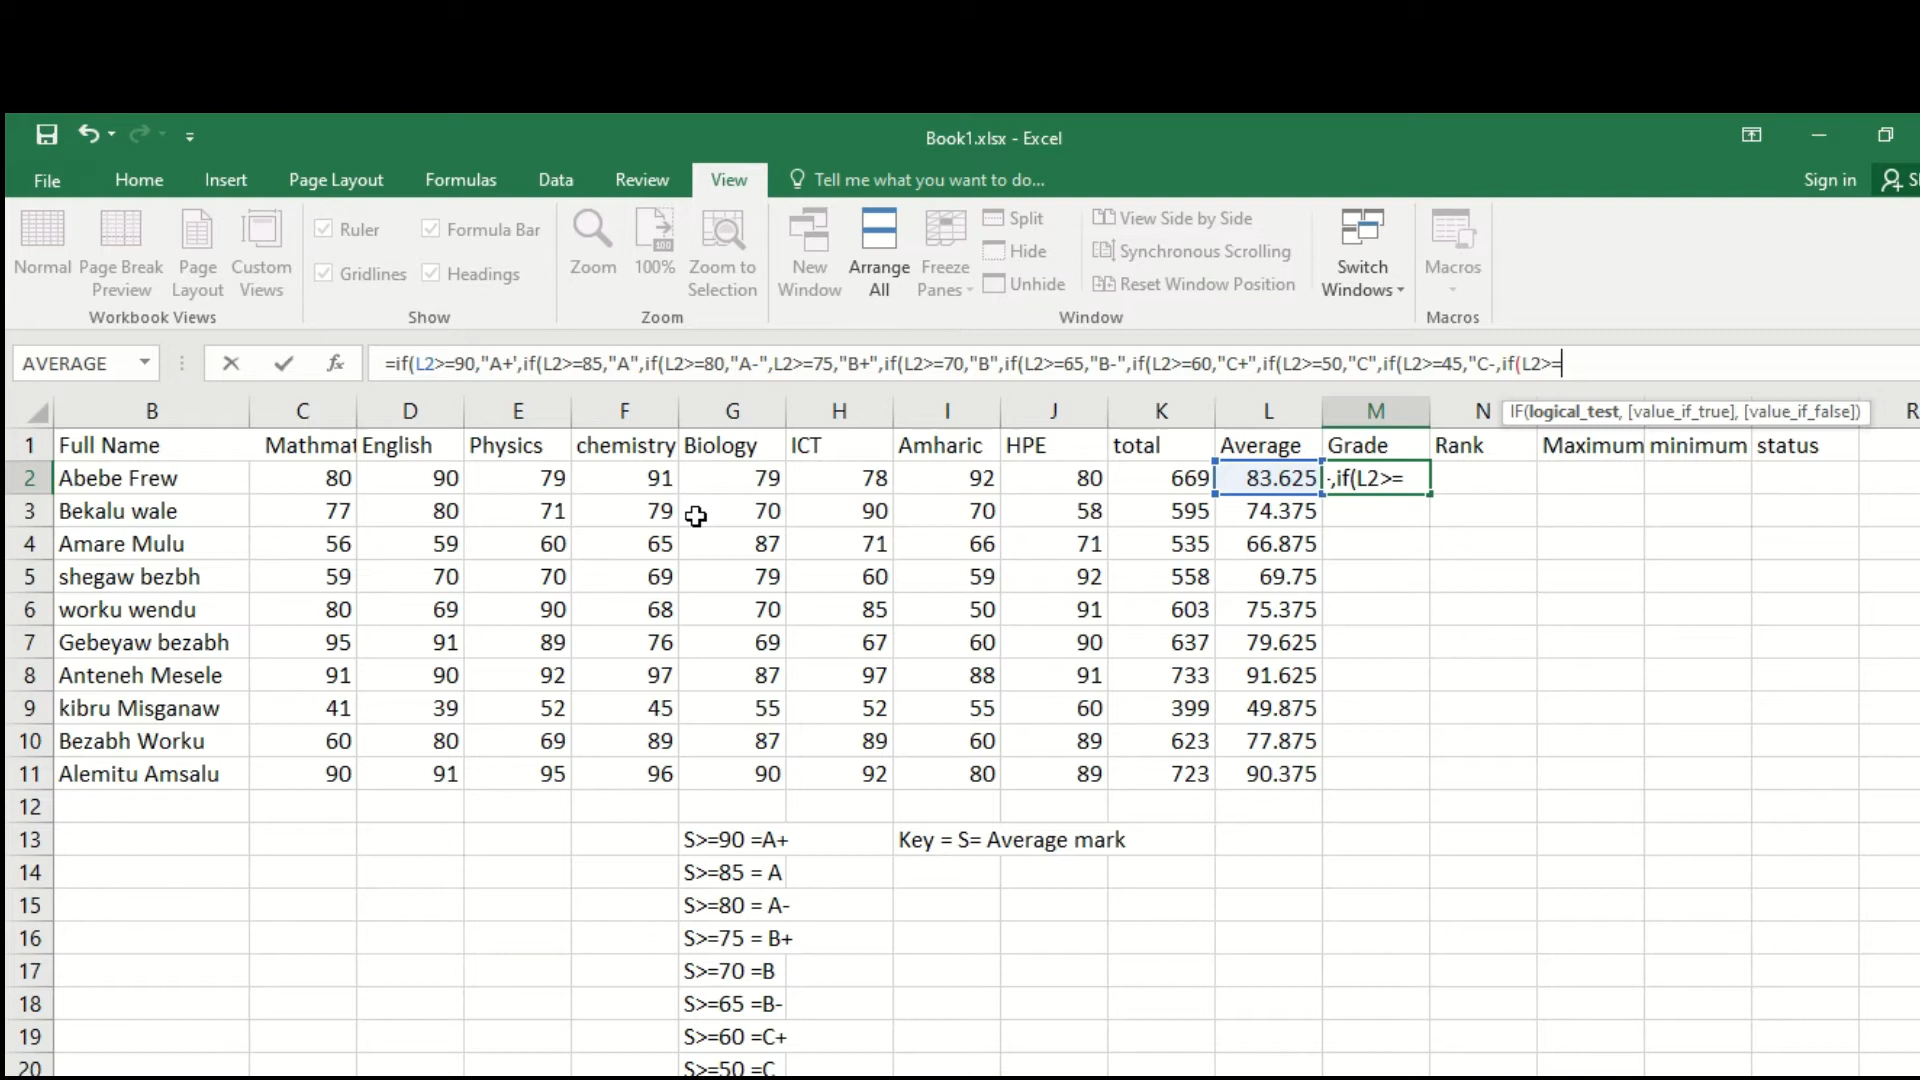 Book1.xlsx - Excel
File Home Insert Page Layout Formulas Data Review View Tell me what you want to do... Sign in
Normal Page Break Preview Page Layout Custom Views
Workbook Views
Ruler Formula Bar
Gridlines Headings
Show
Zoom 100% Zoom to Selection
Zoom
New Window Arrange All Freeze Panes
Split
Hide
Unhide
View Side by Side
Synchronous Scrolling
Reset Window Position
Window
Switch Windows
Macros
Macros
AVERAGE fx =if(L2>=90,"A+',if(L2>=85,"A",if(L2>=80,"A-",L2>=75,"B+",if(L2>=70,"B",if(L2>=65,"B-",if(L2>=60,"C+",if(L2>=50,"C",if(L2>=45,"C-,if(L2>=
IF(logical_test, [value_if_true], [value_if_false])
B C D E F G H I J K L M N R
1 Full Name Mathmat English Physics chemistry Biology ICT Amharic HPE total Average Grade Rank Maximum minimum status
2 Abebe Frew 80 90 79 91 79 78 92 80 669 83.625 -,if(L2>=
3 Bekalu wale 77 80 71 79 70 90 70 58 595 74.375
4 Amare Mulu 56 59 60 65 87 71 66 71 535 66.875
5 shegaw bezbh 59 70 70 69 79 60 59 92 558 69.75
6 worku wendu 80 69 90 68 70 85 50 91 603 75.375
7 Gebeyaw bezabh 95 91 89 76 69 67 60 90 637 79.625
8 Anteneh Mesele 91 90 92 97 87 97 88 91 733 91.625
9 kibru Misganaw 41 39 52 45 55 52 55 60 399 49.875
10 Bezabh Worku 60 80 69 89 87 89 60 89 623 77.875
11 Alemitu Amsalu 90 91 95 96 90 92 80 89 723 90.375
12
13 S>=90 =A+ Key = S= Average mark
14 S>=85 = A
15 S>=80 = A-
16 S>=75 = B+
17 S>=70 =B
18 S>=65 =B-
19 S>=60 =C+
20 S>=50 =C